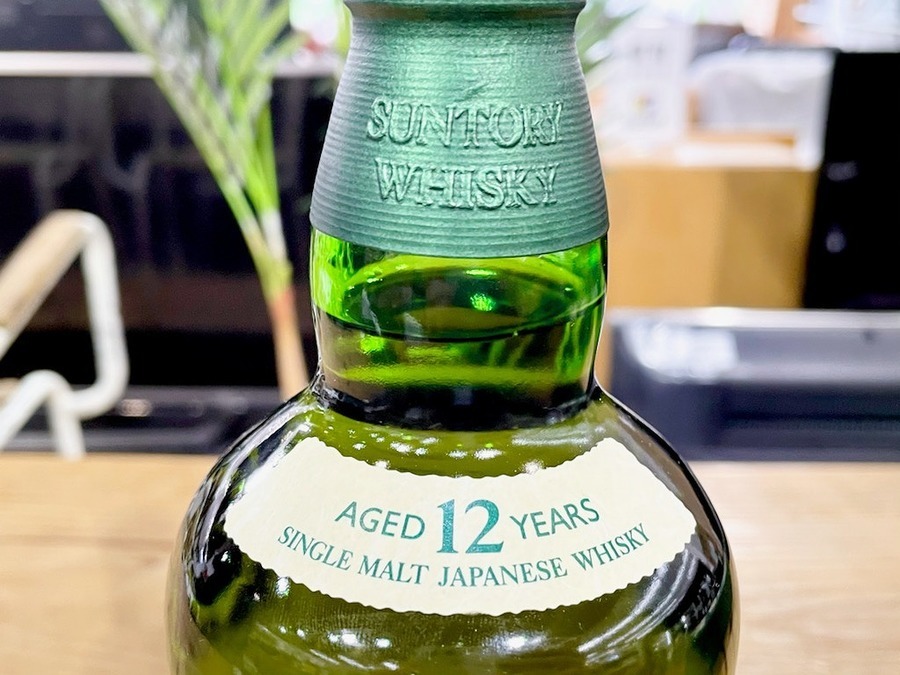 SUNTORY
WHISKY
AGED 12 YEARS
SINGLE MALT JAPANESE WHISKY